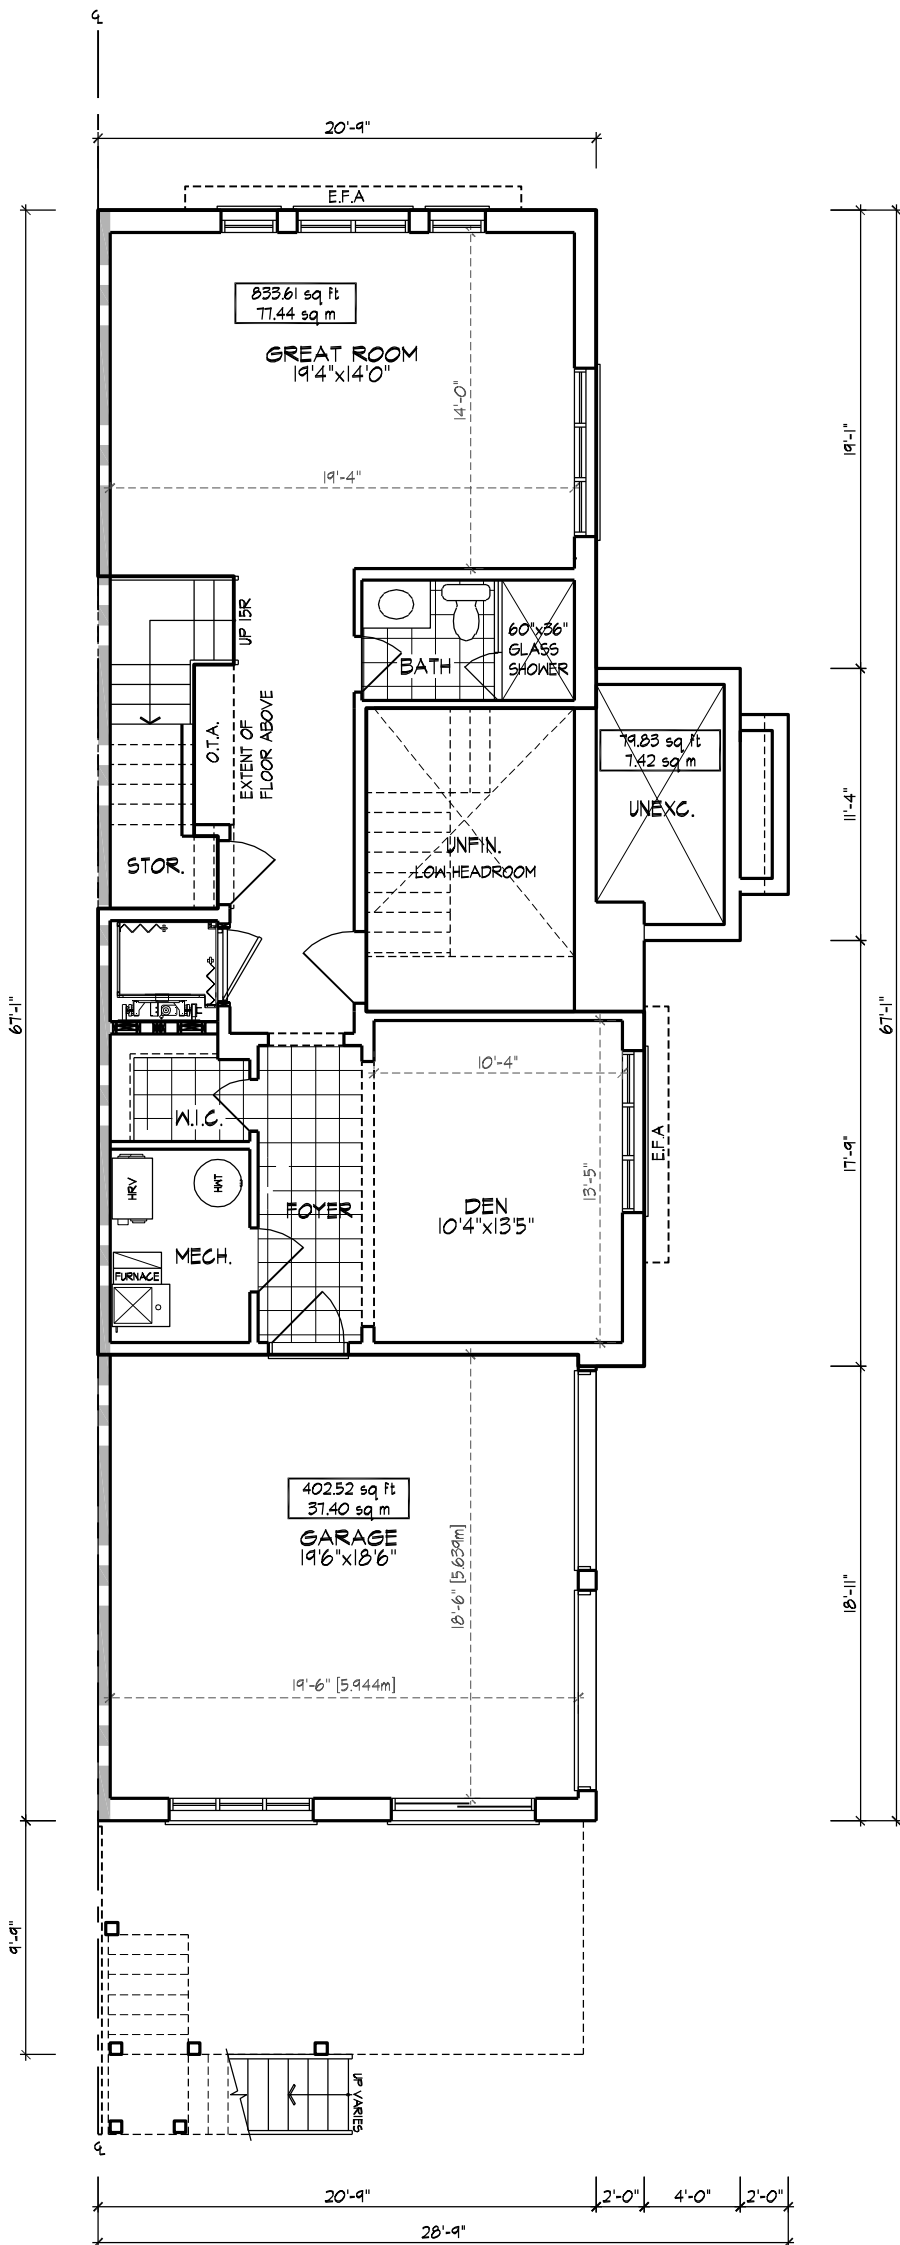 ℄
20'-9"
E.F.A
833.61 sq ft
77.44 sq m
GREAT ROOM
19'4"x14'0"
14'-0"
19'-4"
19'-1"
UP 15R
60"x36"
GLASS
SHOWER
BATH
O.T.A.
EXTENT OF
FLOOR ABOVE
79.83 sq ft
7.42 sq m
UNEXC.
11'-4"
UNFIN.
LOW HEADROOM
STOR.
67'-1"
67'-1"
10'-4"
W.I.C.
E.F.A
17'-9"
HRV
HWT
13'-5"
FOYER
DEN
10'4"x13'5"
MECH.
FURNACE
402.52 sq ft
37.40 sq m
GARAGE
19'6"x18'6"
18'-6" [5.639m]
18'-11"
19'-6" [5.944m]
9'-9"
UP VARIES
℄
20'-9"
2'-0"
4'-0"
2'-0"
28'-9"